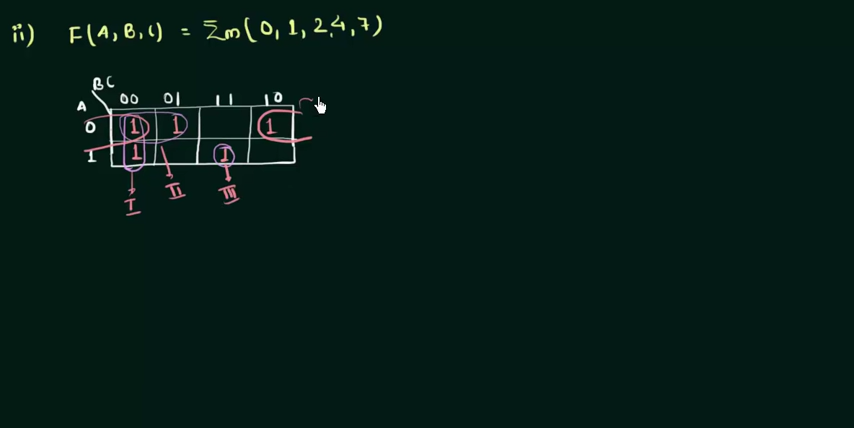 ii) F(A, B, C) = Σm(0, 1, 2, 4, 7)
BC
A 00 01 11 10
0 1 1 1
1 1 1
I II III